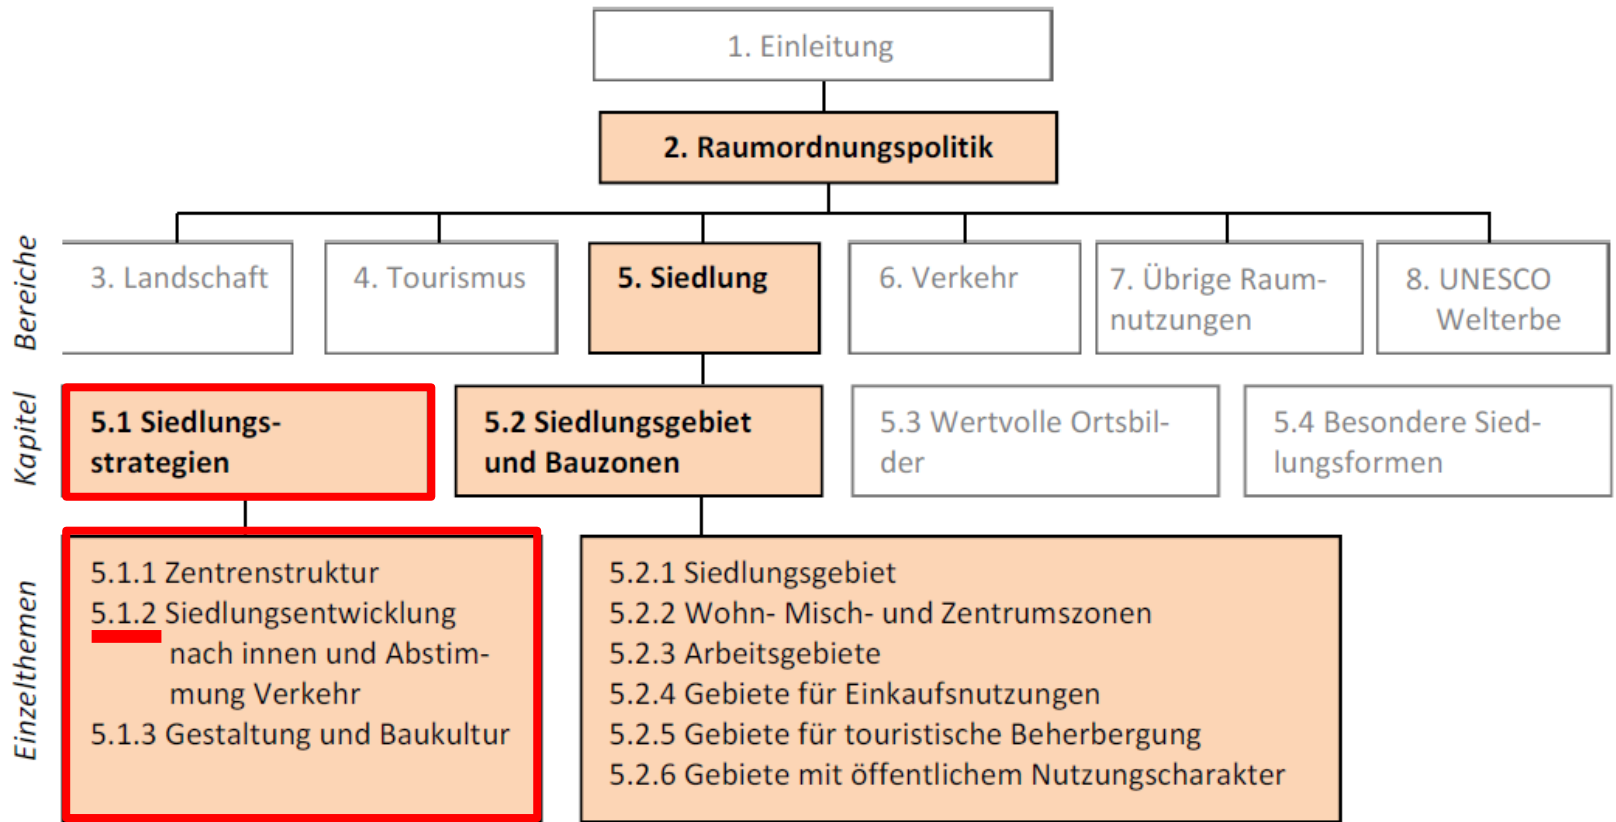 1. Einleitung
2. Raumordnungspolitik
Bereiche
3. Landschaft
4. Tourismus
5. Siedlung
6. Verkehr
7. Übrige Raum-
nutzungen
8. UNESCO
Welterbe
Kapitel
5.1 Siedlungs-
strategien
5.2 Siedlungsgebiet
und Bauzonen
5.3 Wertvolle Ortsbil-
der
5.4 Besondere Sied-
lungsformen
Einzelthemen
5.1.1 Zentrenstruktur
5.1.2 Siedlungsentwicklung
nach innen und Abstim-
mung Verkehr
5.1.3 Gestaltung und Baukultur
5.2.1 Siedlungsgebiet
5.2.2 Wohn- Misch- und Zentrumszonen
5.2.3 Arbeitsgebiete
5.2.4 Gebiete für Einkaufsnutzungen
5.2.5 Gebiete für touristische Beherbergung
5.2.6 Gebiete mit öffentlichem Nutzungscharakter